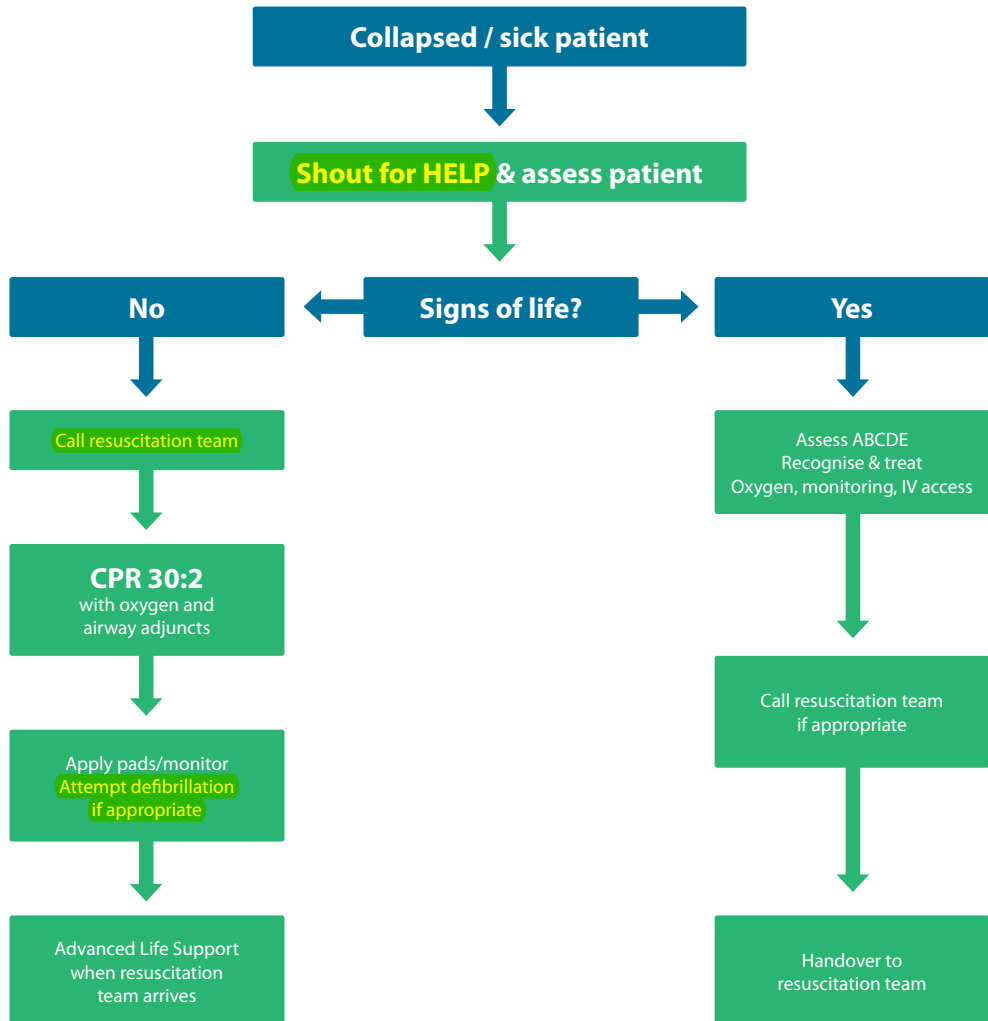 Collapsed / sick patient
Shout for HELP & assess patient
No
Signs of life?
Yes
Call resuscitation team
CPR 30:2
with oxygen and
airway adjuncts
Apply pads/monitor
Attempt defibrillation
if appropriate
Advanced Life Support
when resuscitation
team arrives
Assess ABCDE
Recognise & treat
Oxygen, monitoring, IV access
Call resuscitation team
if appropriate
Handover to
resuscitation team